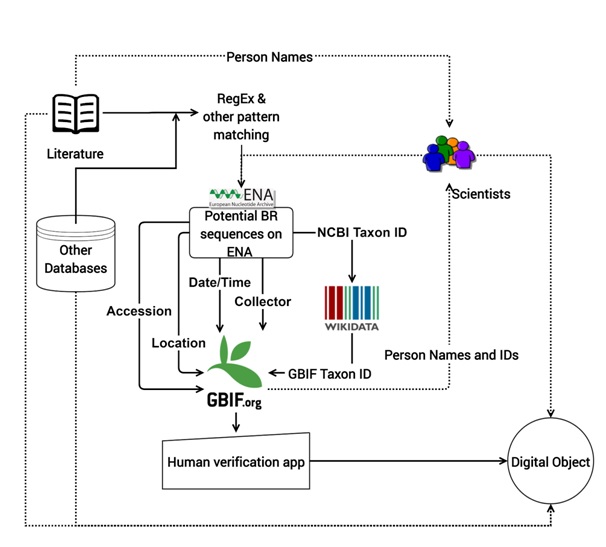 Person Names
RegEx &
other pattern
matching
Literature
Scientists
ENA
European Nucleotide Archive
Potential BR
sequences on
ENA
NCBI Taxon ID
Other
Databases
Date/Time
Collector
Accession
Location
WIKIDATA
Person Names and IDs
GBIF Taxon ID
GBIF.org
Human verification app
Digital Object